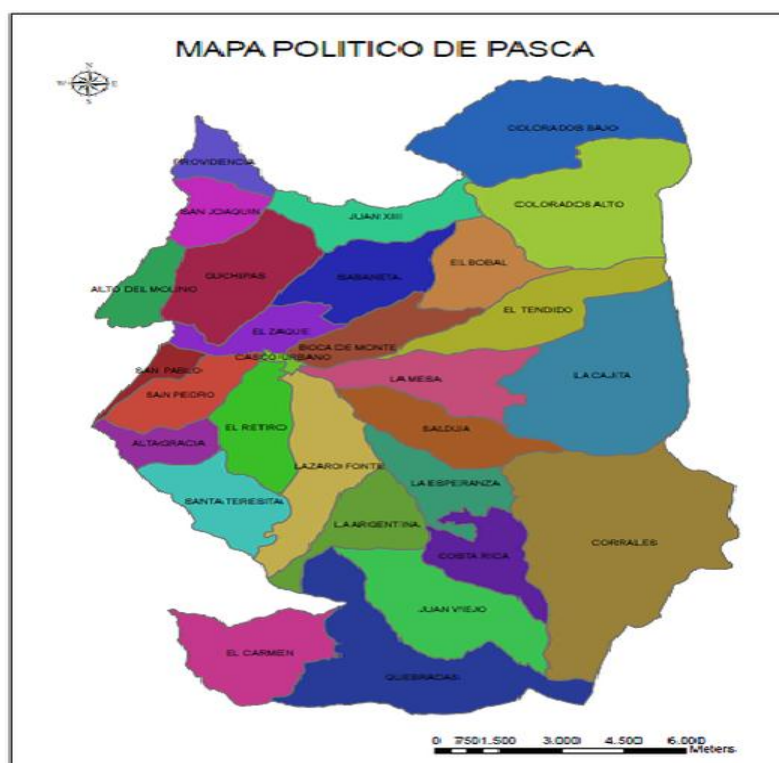 MAPA POLITICO DE PASCA
N
W E
S
COLORADOS BAJO
PROVIDENCIA
COLORADOS ALTO
SAN JOAQUIN
JUAN XIII
EIL BOBAL
GUCHIPAS
SABANETA
ALTO DEL MOLINO
EL TENDIDO
EL ZAQUE
BOCA DE MONTE
CASCO URBANO
SAN PABLO
LA MESA
LA CAJITA
SAN PEDRO
EL RETIRO
SALDUA
ALTAGRACIA
LAZARO FONTE
LA ESPERANZA
SANTA TERESITA
LA ARGENTINA
CORRALES
COSTA RICA
JUAN VIEJO
EL CARMEN
QUEBRADAS
0 750 1.500 3.000 4.500 6.000
Meters